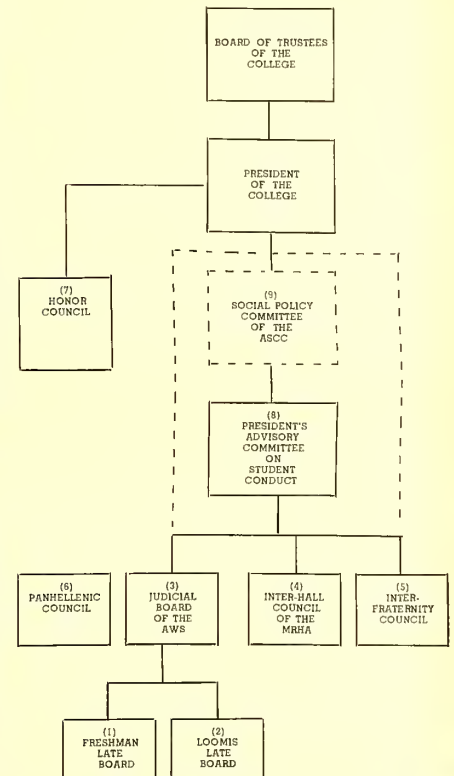 BOARD OF TRUSTEES
OF THE
COLLEGE
PRESIDENT
OF THE
COLLEGE
(7)
HONOR
COUNCIL
(9)
SOCIAL POLICY
COMMITTEE
OF THE
ASCC
(8)
PRESIDENT'S
ADVISORY
COMMITTEE
ON
STUDENT
CONDUCT
(6)
PANHELLENIC
COUNCIL
(3)
JUDICIAL
BOARD
OF THE
AWS
(4)
INTER-HALL
COUNCIL
OF THE
MRHA
(5)
INTER-
FRATERNITY
COUNCIL
(1)
FRESHMAN
LATE
BOARD
(2)
LOOMIS
LATE
BOARD